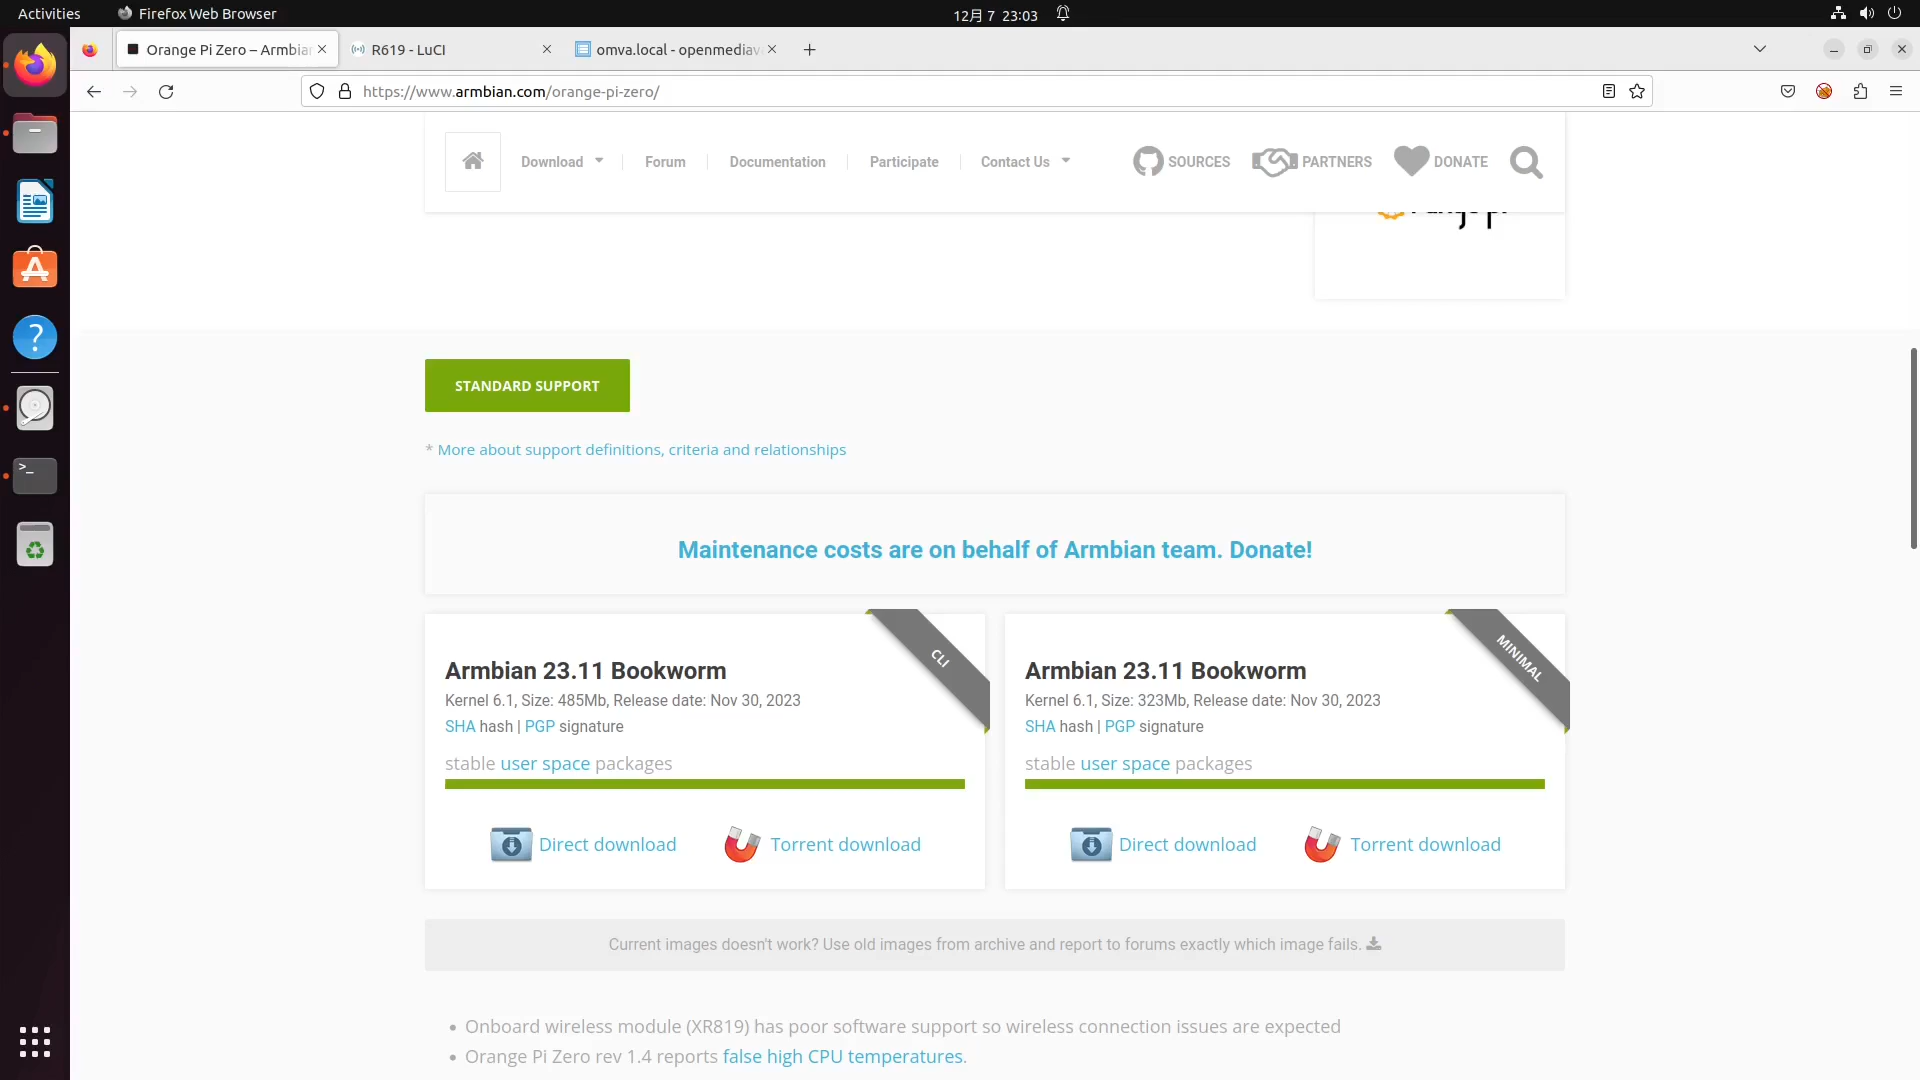 Activities
Firefox Web Browser
12月 7 23:03
Orange Pi Zero – Armbian
R619 - LuCI
omva.local - openmediav
https://www.armbian.com/orange-pi-zero/
Download
Forum
Documentation
Participate
Contact Us
SOURCES
PARTNERS
DONATE
STANDARD SUPPORT
* More about support definitions, criteria and relationships
Maintenance costs are on behalf of Armbian team. Donate!
CLI
Armbian 23.11 Bookworm
Kernel 6.1, Size: 485Mb, Release date: Nov 30, 2023
SHA hash | PGP signature
stable user space packages
Direct download
Torrent download
MINIMAL
Armbian 23.11 Bookworm
Kernel 6.1, Size: 323Mb, Release date: Nov 30, 2023
SHA hash | PGP signature
stable user space packages
Direct download
Torrent download
Current images doesn't work? Use old images from archive and report to forums exactly which image fails.
• Onboard wireless module (XR819) has poor software support so wireless connection issues are expected
• Orange Pi Zero rev 1.4 reports false high CPU temperatures.